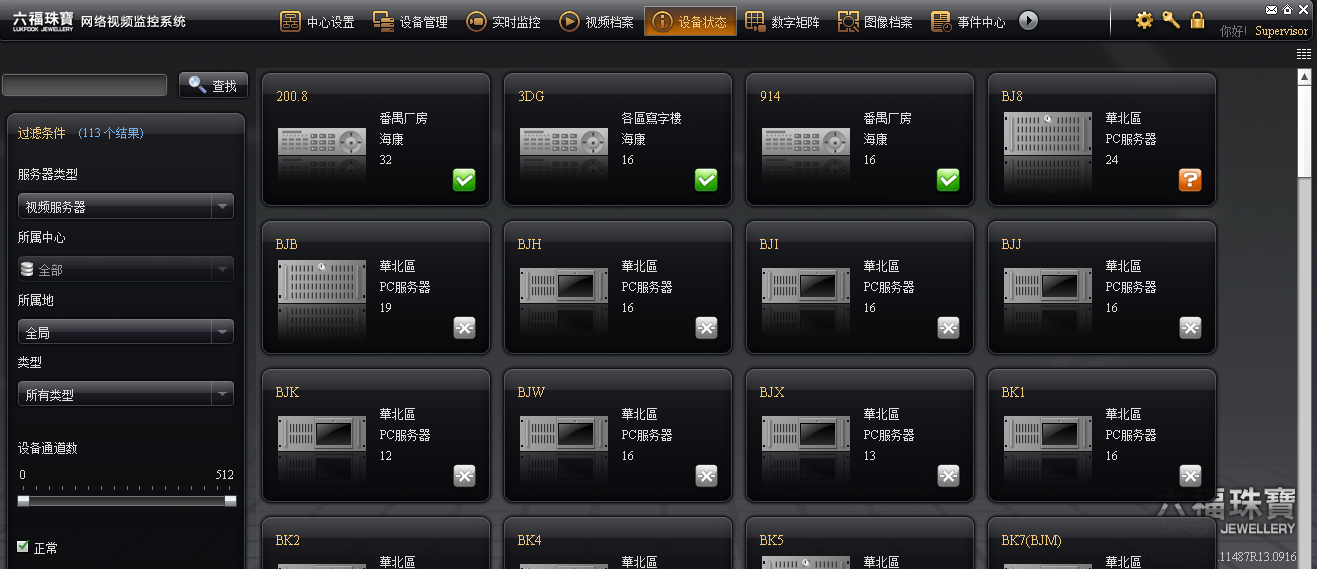 六福珠寶 网络视频监控系统
LUKFOOK JEWELLERY
中心设置 设备管理 实时监控 视频档案 设备状态 数字矩阵 图像档案 事件中心
你好! Supervisor
查找
过滤条件 (113 个结果)
服务器类型
视频服务器
所属中心
全部
所属地
全局
类型
所有类型
设备通道数
0 512
正常
200.8
番禺厂房
海康
32
3DG
各區寫字樓
海康
16
914
番禺厂房
海康
16
BJ8
華北區
PC服务器
24
BJB
華北區
PC服务器
19
BJH
華北區
PC服务器
16
BJI
華北區
PC服务器
16
BJJ
華北區
PC服务器
16
BJK
華北區
PC服务器
12
BJW
華北區
PC服务器
16
BJX
華北區
PC服务器
13
BK1
華北區
PC服务器
16
BK2
華北區
BK4
華北區
BK5
華北區
BK7(BJM)
華北區
六福珠寶
JEWELLERY
11487R13.0916